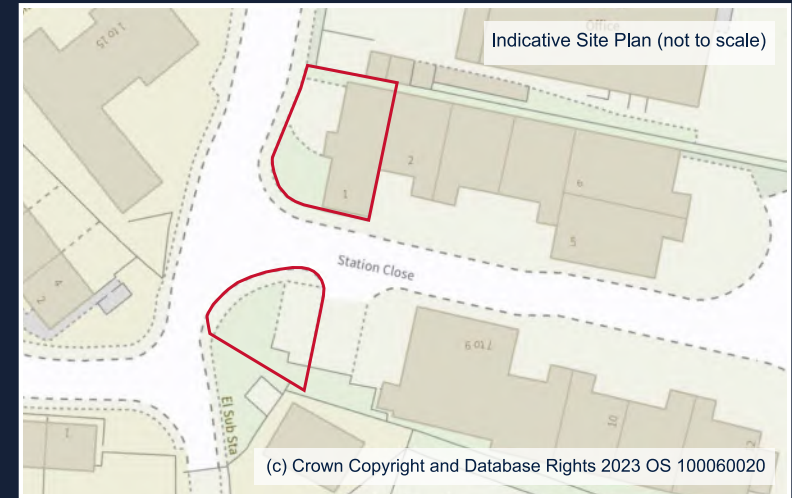 Office
Indicative Site Plan (not to scale)
1 to 15
2
6
1
5
Station Close
4
2
7 to 9
10
El Sub Sta
1
2
(c) Crown Copyright and Database Rights 2023 OS 100060020